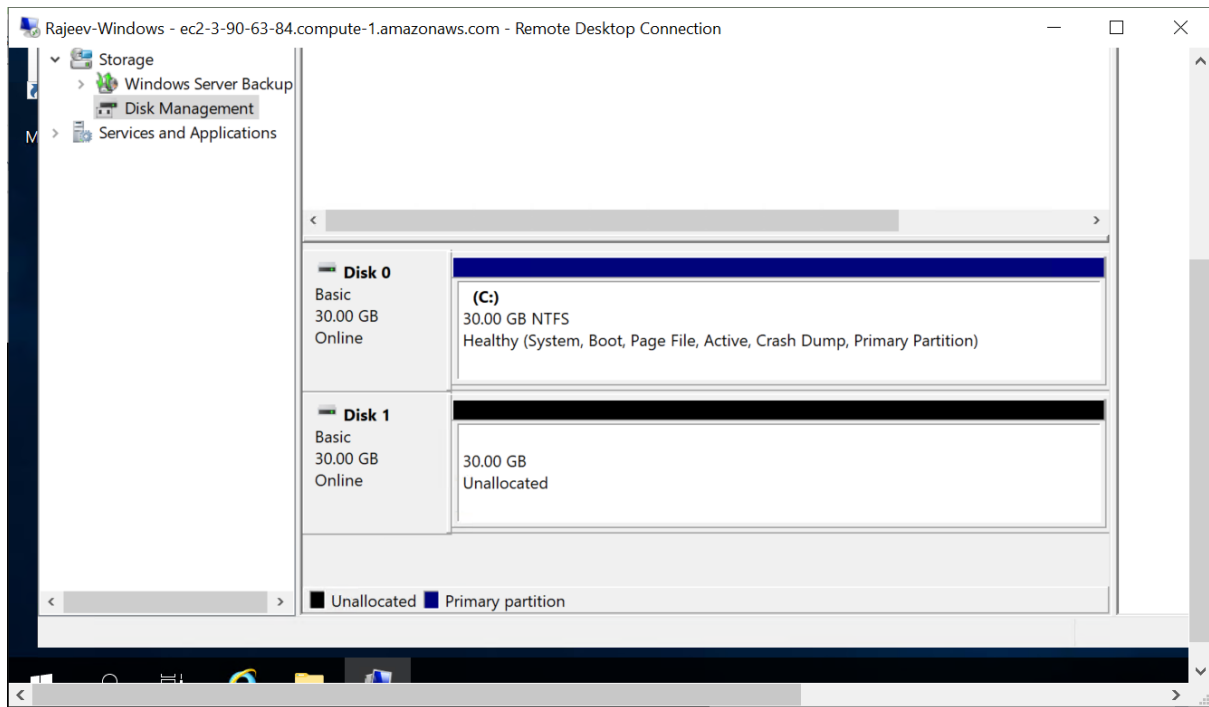 Rajeev-Windows - ec2-3-90-63-84.compute-1.amazonaws.com - Remote Desktop Connection
Storage
Windows Server Backup
Disk Management
M
Services and Applications
Disk 0
Basic
30.00 GB
Online
(C:)
30.00 GB NTFS
Healthy (System, Boot, Page File, Active, Crash Dump, Primary Partition)
Disk 1
Basic
30.00 GB
Online
30.00 GB
Unallocated
Unallocated
Primary partition